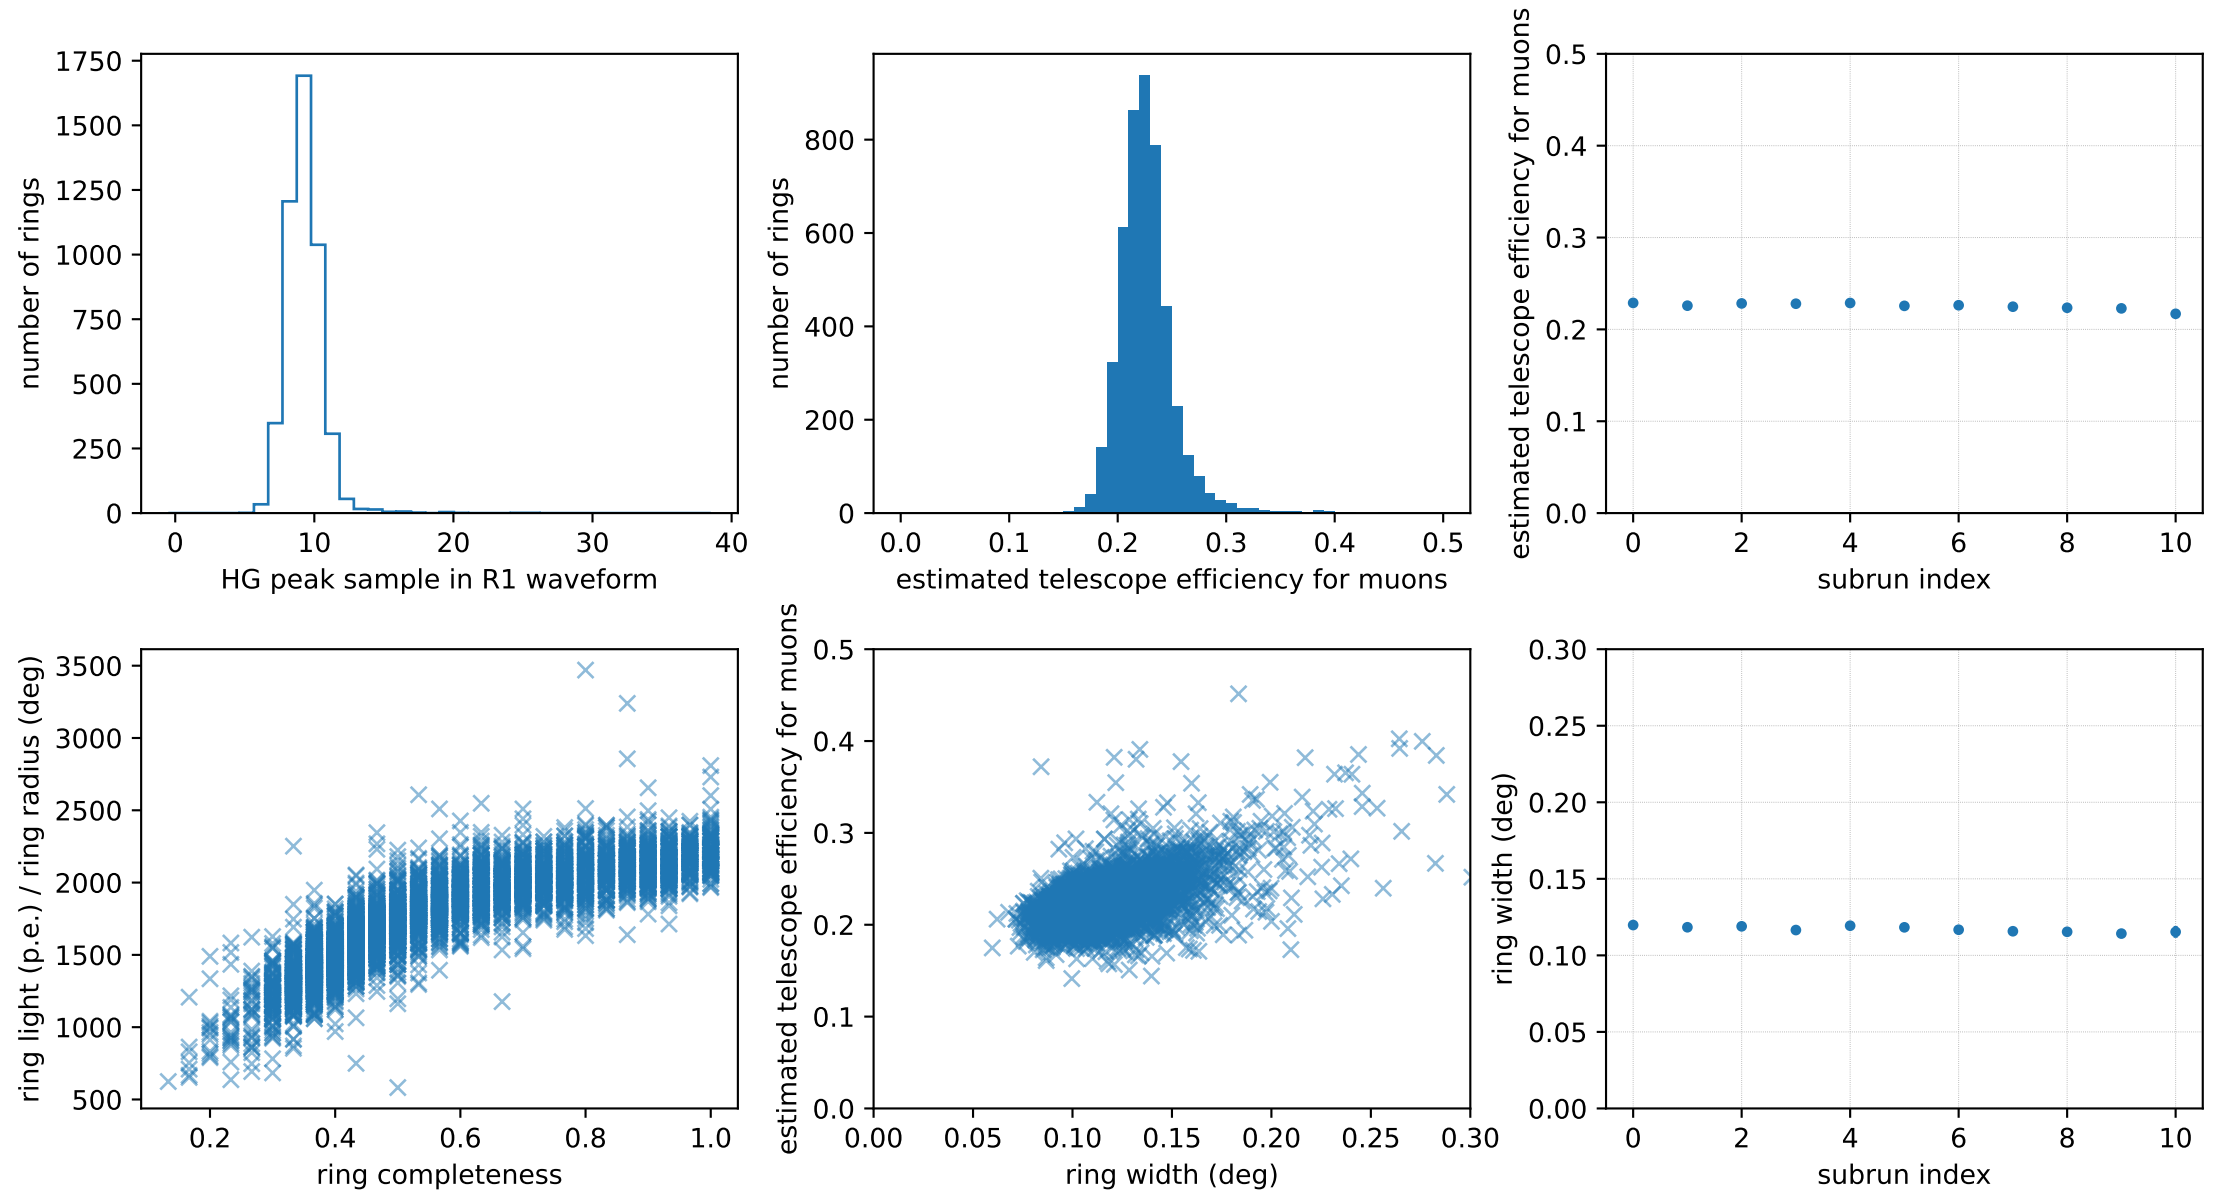 number of rings
1750
1500
1250
1000
750
500
250
0
0 10 20 30 40
HG peak sample in R1 waveform
number of rings
800
600
400
200
0
0.0 0.1 0.2 0.3 0.4 0.5
estimated telescope efficiency for muons
estimated telescope efficiency for muons
0.5
0.4
0.3
0.2
0.1
0.0
0 2 4 6 8 10
subrun index
ring light (p.e.) / ring radius (deg)
3500
3000
2500
2000
1500
1000
500
0.2 0.4 0.6 0.8 1.0
ring completeness
estimated telescope efficiency for muons
0.5
0.4
0.3
0.2
0.1
0.0
0.00 0.05 0.10 0.15 0.20 0.25 0.30
ring width (deg)
ring width (deg)
0.30
0.25
0.20
0.15
0.10
0.05
0.00
0 2 4 6 8 10
subrun index